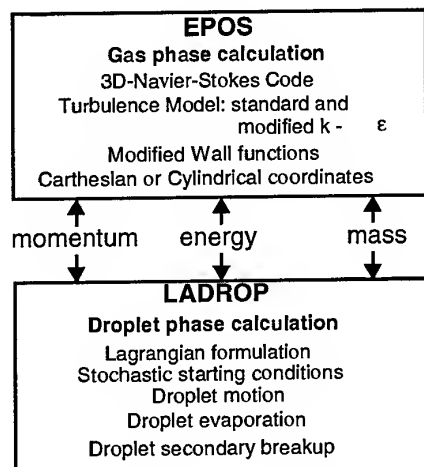 EPOS
Gas phase calculation
3D-Navier-Stokes Code
Turbulence Model: standard and
modified k - ε
Modified Wall functions
Carthesian or Cylindrical coordinates
momentum energy mass
LADROP
Droplet phase calculation
Lagrangian formulation
Stochastic starting conditions
Droplet motion
Droplet evaporation
Droplet secondary breakup